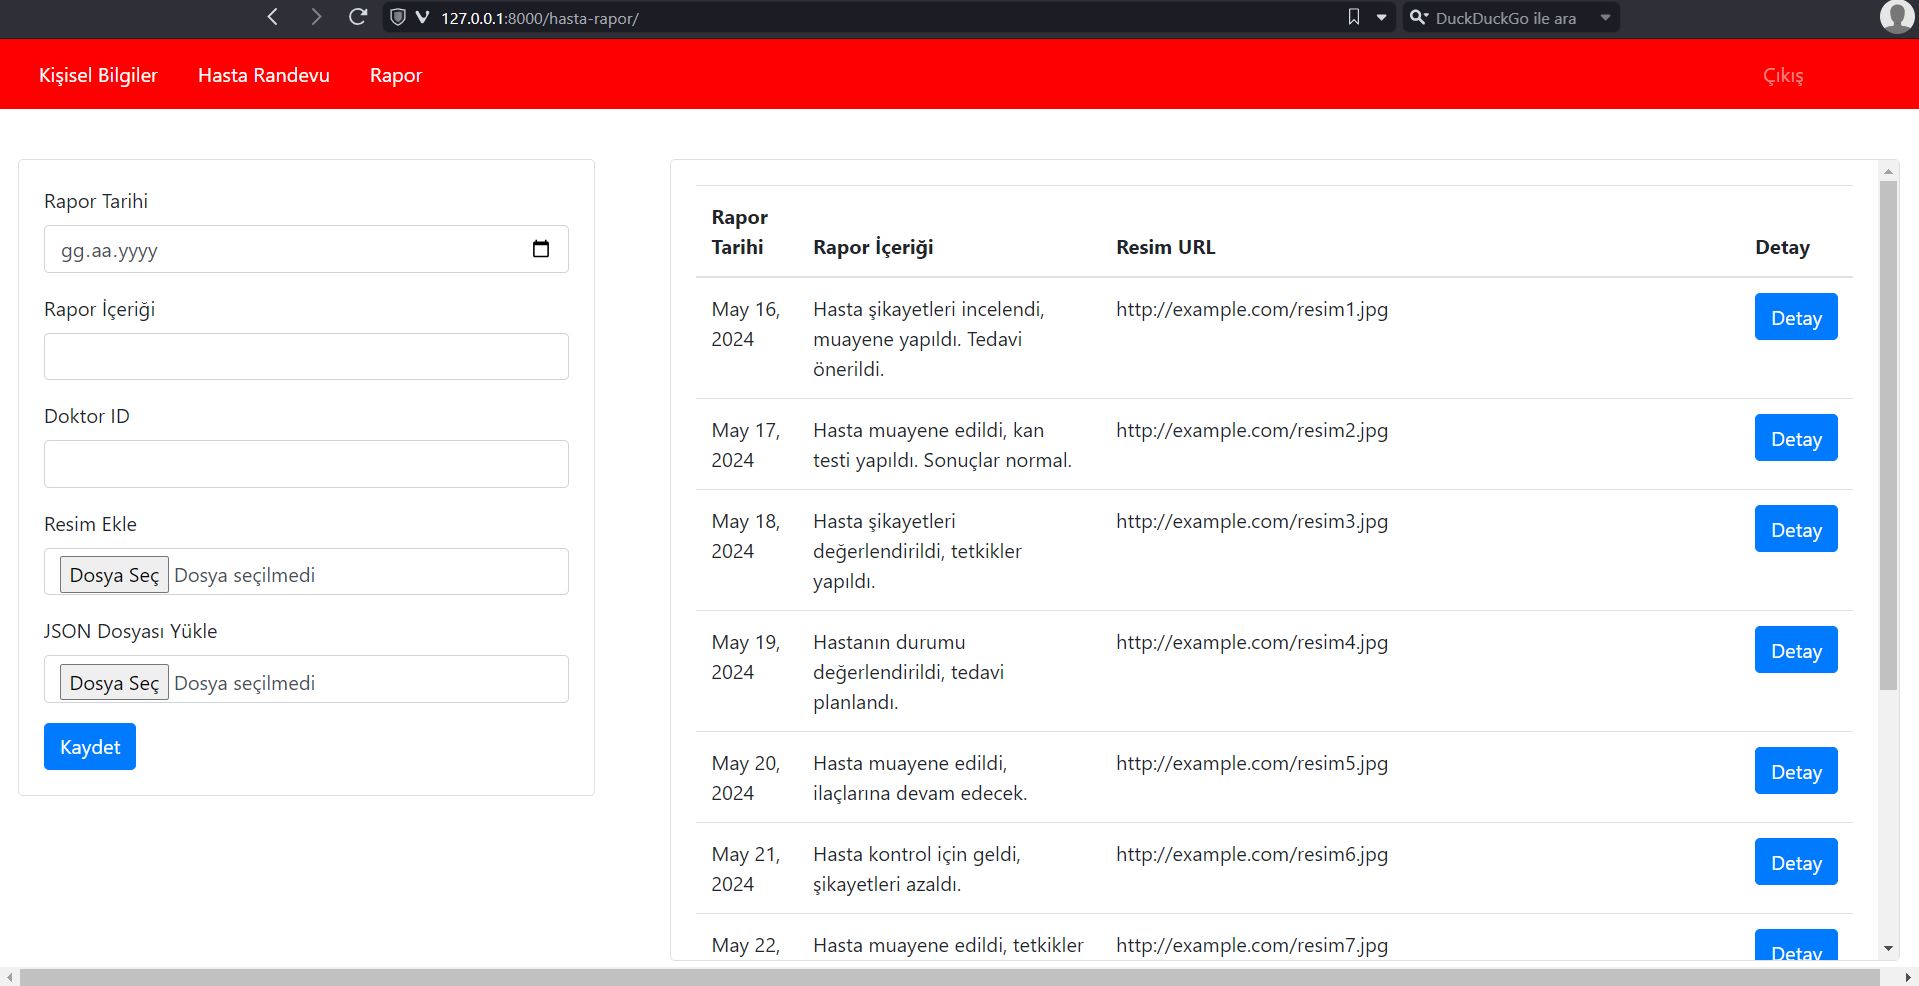 127.0.0.1:8000/hasta-rapor/
DuckDuckGo ile ara
Kişisel Bilgiler
Hasta Randevu
Rapor
Çıkış
Rapor Tarihi
gg.aa.yyyy
Rapor İçeriği
Doktor ID
Resim Ekle
Dosya Seç Dosya seçilmedi
JSON Dosyası Yükle
Dosya Seç Dosya seçilmedi
Kaydet
Rapor
Tarihi
Rapor İçeriği
Resim URL
Detay
May 16,
2024
Hasta şikayetleri incelendi,
muayene yapıldı. Tedavi
önerildi.
http://example.com/resim1.jpg
Detay
May 17,
2024
Hasta muayene edildi, kan
testi yapıldı. Sonuçlar normal.
http://example.com/resim2.jpg
Detay
May 18,
2024
Hasta şikayetleri
değerlendirildi, tetkikler
yapıldı.
http://example.com/resim3.jpg
Detay
May 19,
2024
Hastanın durumu
değerlendirildi, tedavi
planlandı.
http://example.com/resim4.jpg
Detay
May 20,
2024
Hasta muayene edildi,
ilaçlarına devam edecek.
http://example.com/resim5.jpg
Detay
May 21,
2024
Hasta kontrol için geldi,
şikayetleri azaldı.
http://example.com/resim6.jpg
Detay
May 22,
Hasta muayene edildi, tetkikler
http://example.com/resim7.jpg
Detay